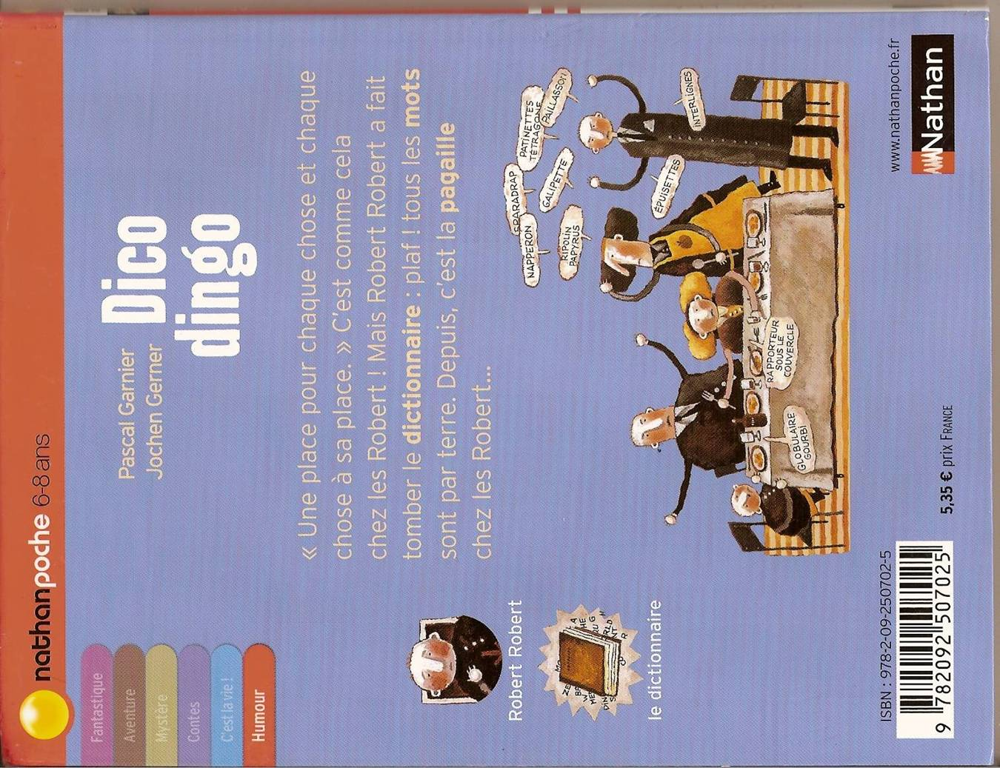 nathanpoche 6-8 ans
Fantastique
Aventure
Mystère
Contes
C'est la vie !
Humour
Pascal Garnier
Jochen Gerner
Dico
dingo
« Une place pour chaque chose et chaque
chose à sa place. » C'est comme cela
chez les Robert ! Mais Robert Robert a fait
tomber le dictionnaire : plaf ! tous les mots
sont par terre. Depuis, c'est la pagaille
chez les Robert...
Robert Robert
le dictionnaire
NAPPERON
SPARADRAP
PATINETTES
TÉTRAGONE
PAILLASSON
GALIPETTE
RIPOLIN
PAPYRUS
ÉPUISETTES
INTERLIGNES
RAPPORTEUR
SOUS LE
COUVERCLE
GLOBULAIRE
GOURBI
ISBN : 978-2-09-250702-5
9 782092 507025
5,35 € prix FRANCE
www.nathanpoche.fr
Nathan